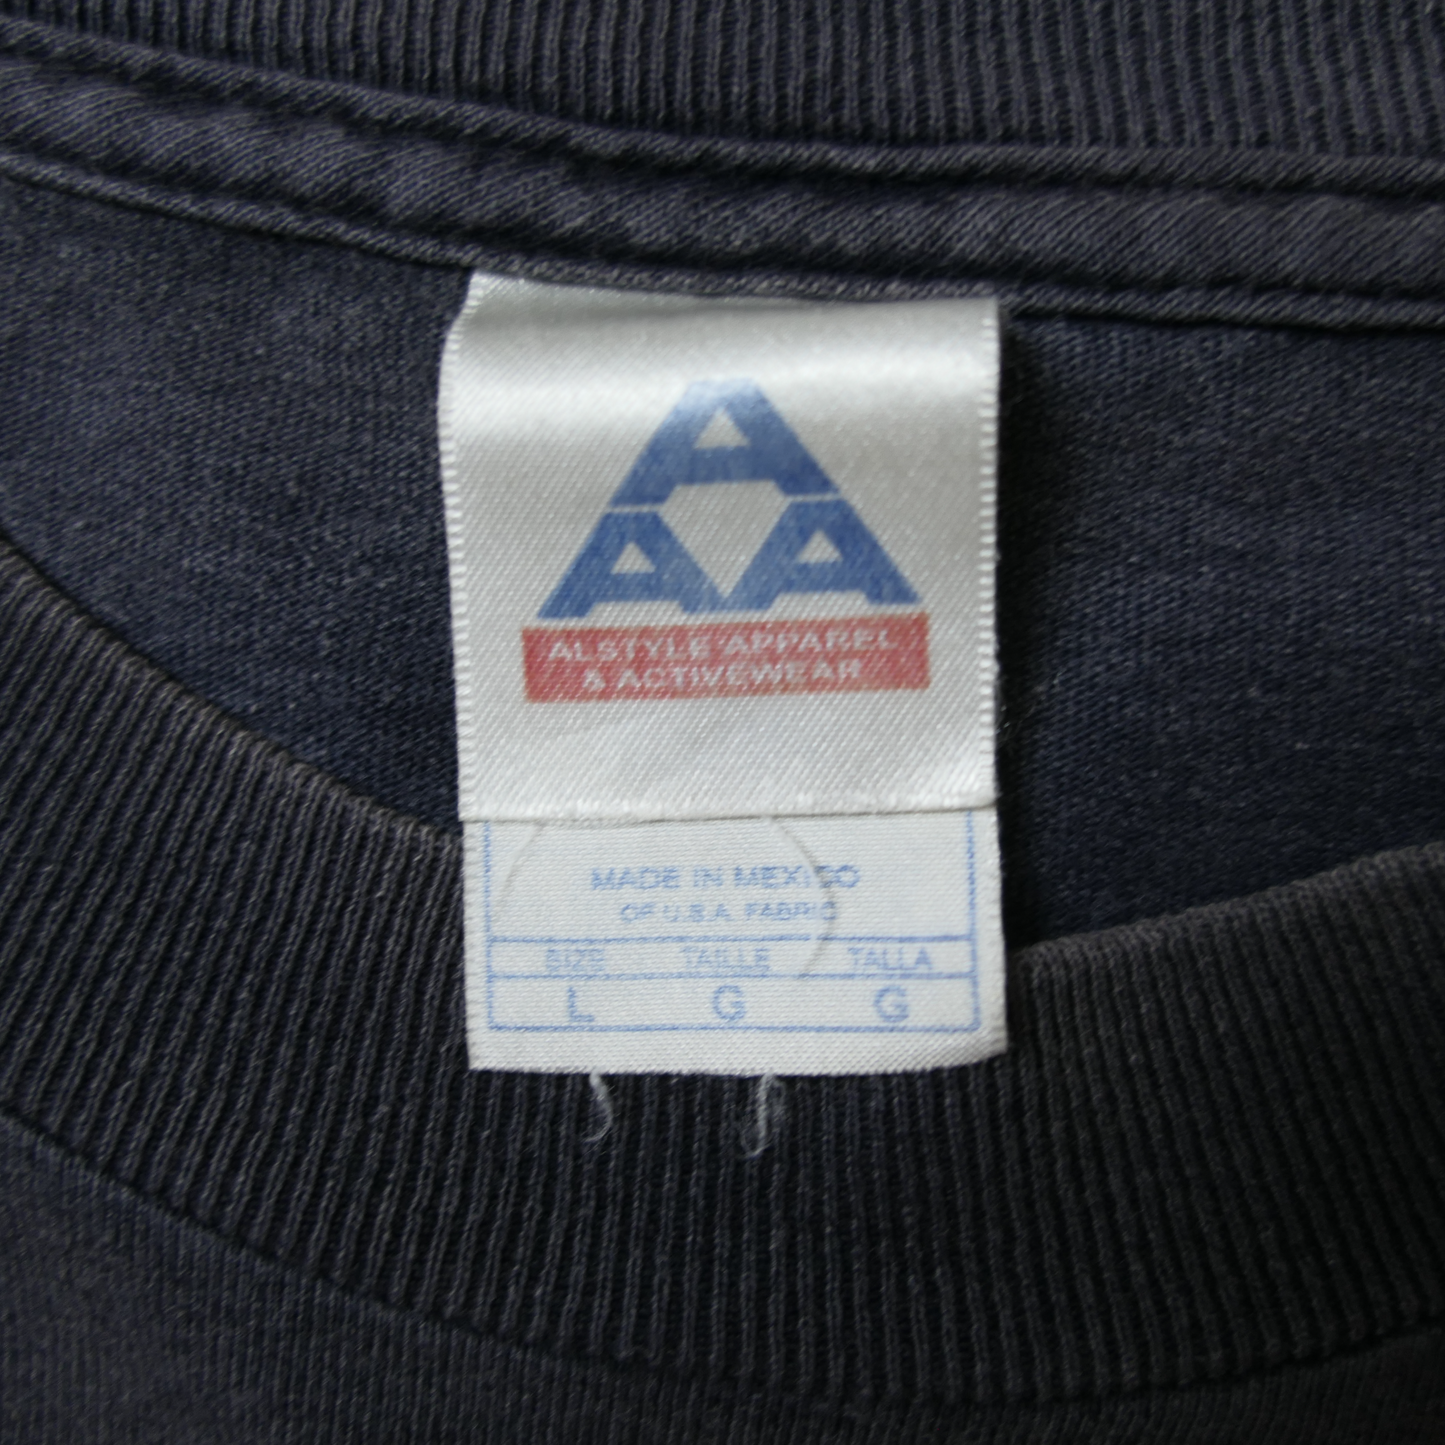 A
A A
ALSTYLE APPAREL
& ACTIVEWEAR
MADE IN MEXICO
OF U.S.A. FABRIC
SIZE TAILLE TALLA
L G G